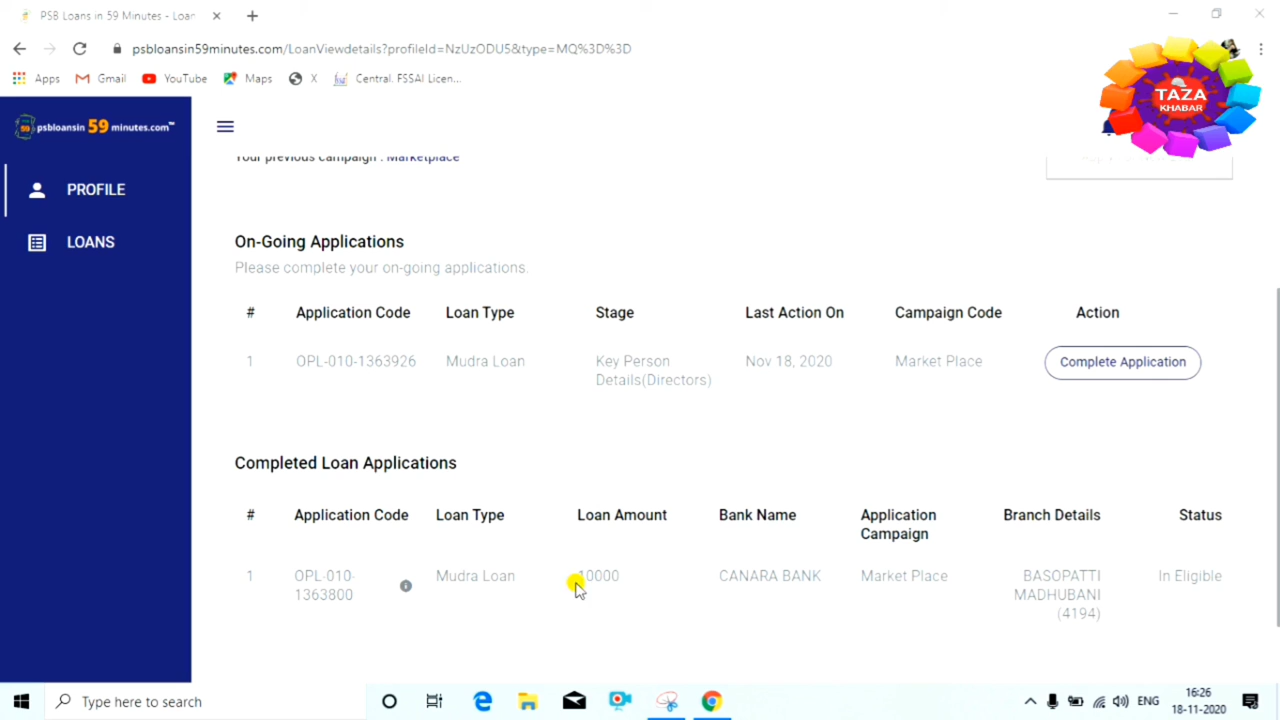 PSB Loans in 59 Minutes - Loan
psbloansin59minutes.com/LoanViewdetails?profileId=NzUzODU5&type=MQ%3D%3D
Apps Gmail YouTube Maps X Central. FSSAI Licen...
TAZA
KHABAR
psbloansin 59 minutes.com™
PROFILE
LOANS
Your previous campaign : Marketplace
On-Going Applications
Please complete your on-going applications.
# Application Code Loan Type Stage Last Action On Campaign Code Action
1 OPL-010-1363926 Mudra Loan Key Person Nov 18, 2020 Market Place Complete Application
Details(Directors)
Completed Loan Applications
# Application Code Loan Type Loan Amount Bank Name Application Branch Details Status
Campaign
1 OPL-010- Mudra Loan 10000 CANARA BANK Market Place BASOPATTI In Eligible
1363800 MADHUBANI
(4194)
Type here to search
ENG
16:26
18-11-2020